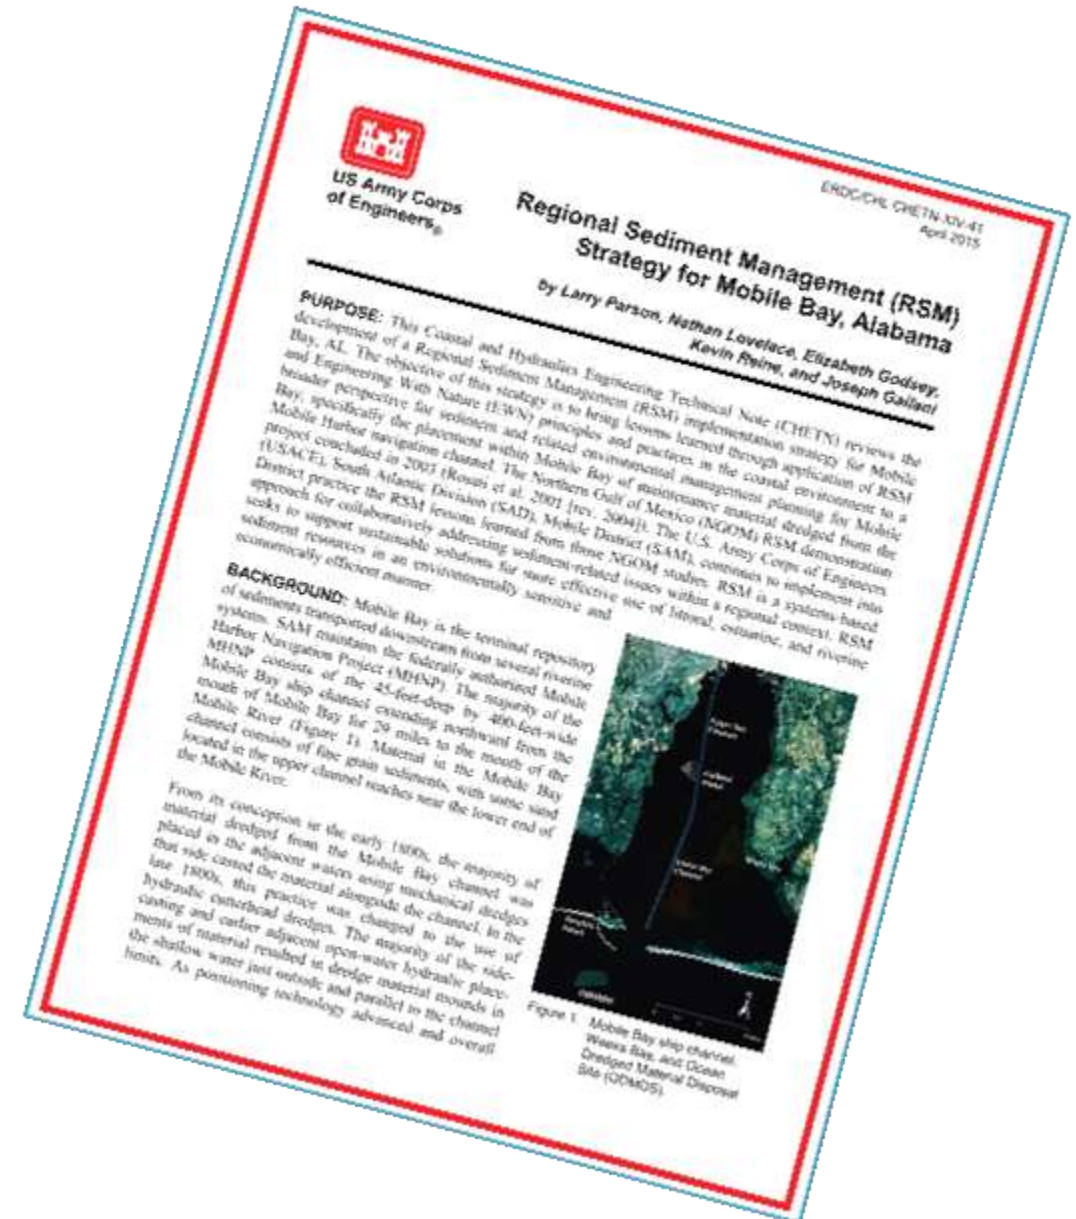 US Army Corps
of Engineers®
ERDC/CHL CHETN-XIV-41
April 2015
Regional Sediment Management (RSM)
Strategy for Mobile Bay, Alabama
by Larry Parson, Nathan Lovelace, Elizabeth Godsey,
Kevin Reine, and Joseph Gailani
PURPOSE: This Coastal and Hydraulics Engineering Technical Note (CHETN) reviews the
development of a Regional Sediment Management (RSM) implementation strategy for Mobile
Bay, AL. The objective of this strategy is to bring lessons learned through application of RSM
and Engineering With Nature (EWN) principles and practices in the coastal environment to a
broader perspective for sediment and related environmental management planning for Mobile
Bay, specifically the placement within Mobile Bay of maintenance material dredged from the
Mobile Harbor navigation channel. The Northern Gulf of Mexico (NGOM) RSM demonstration
project concluded in 2003 (Rosati et al. 2001 [rev. 2004]). The U.S. Army Corps of Engineers
(USACE), South Atlantic Division (SAD), Mobile District (SAM), continues to implement into
District practice the RSM lessons learned from those NGOM studies. RSM is a systems-based
approach for collaboratively addressing sediment-related issues within a regional context. RSM
seeks to support sustainable solutions for more effective use of littoral, estuarine, and riverine
sediment resources in an environmentally sensitive and
economically efficient manner.
BACKGROUND: Mobile Bay is the terminal repository
of sediments transported downstream from several riverine
systems. SAM maintains the federally authorized Mobile
Harbor Navigation Project (MHNP). The majority of the
MHNP consists of the 45-feet-deep by 400-feet-wide
Mobile Bay ship channel extending northward from the
mouth of Mobile Bay for 29 miles to the mouth of the
Mobile River (Figure 1). Material in the Mobile Bay
channel consists of fine grain sediments, with some sand
located in the upper channel reaches near the lower end of
the Mobile River.
From its conception in the early 1800s, the majority of
material dredged from the Mobile Bay channel was
placed in the adjacent waters using mechanical dredges
that side casted the material alongside the channel. In the
late 1800s, this practice was changed to the use of
hydraulic cutterhead dredges. The majority of the side-
casting and earlier adjacent open-water hydraulic place-
ments of material resulted in dredge material mounds in
the shallow water just outside and parallel to the channel
limits. As positioning technology advanced and overall
Figure 1. Mobile Bay ship channel,
Weeks Bay, and Ocean
Dredged Material Disposal
Site (ODMDS).